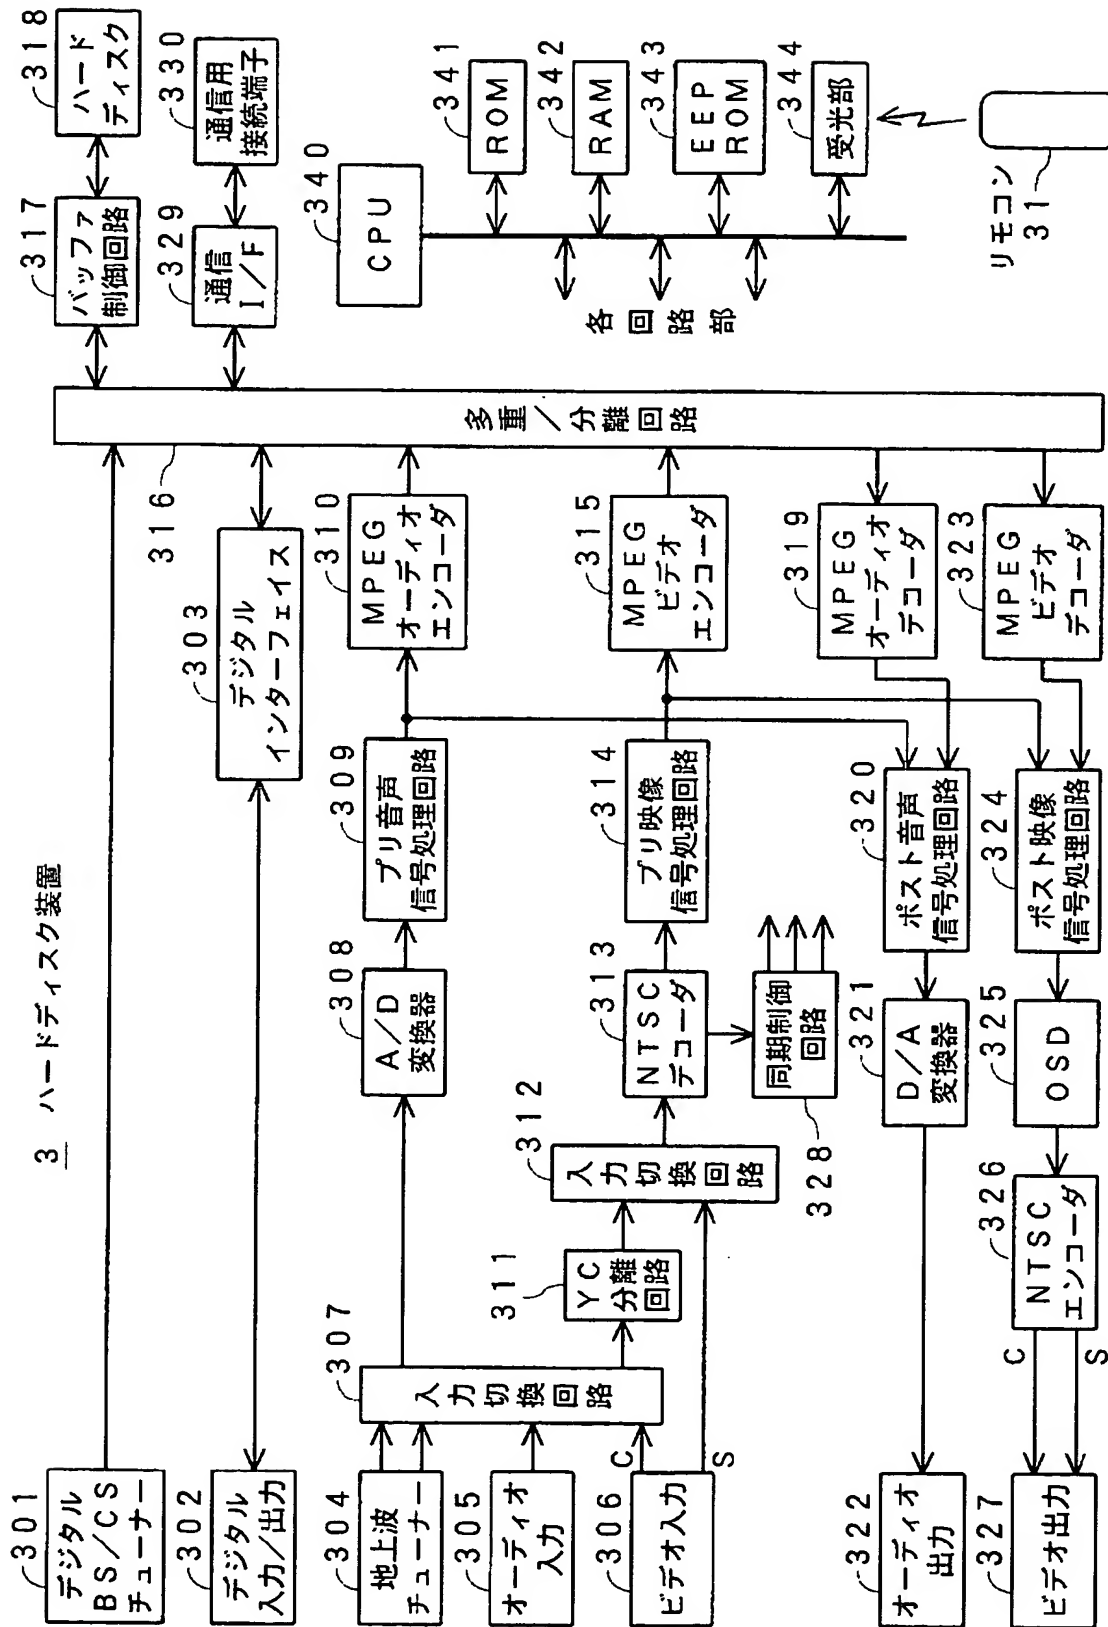 3 ハードディスク装置
301
デジタル
BS/CS
チューナー
302
デジタル
入力/出力
303
デジタル
インターフェイス
316
多重/分離回路
317
バッファ
制御回路
318
ハード
ディスク
329
通信
I/F
330
通信用
接続端子
304
地上波
チューナー
305
オーディオ
入力
306
ビデオ入力
C
S
307
入力切換回路
308
A/D
変換器
309
プリ音声
信号処理回路
310
MPEG
オーディオ
エンコーダ
311
YC
分離
回路
312
入力切換回路
313
NTSC
デコーダ
314
プリ映像
信号処理回路
315
MPEG
ビデオ
エンコーダ
328
同期制御
回路
340
CPU
各回路部
341
ROM
342
RAM
343
EEP
ROM
344
受光部
リモコン
31
319
MPEG
オーディオ
デコーダ
320
ポスト音声
信号処理回路
321
D/A
変換器
322
オーディオ
出力
323
MPEG
ビデオ
デコーダ
324
ポスト映像
信号処理回路
325
OSD
326
NTSC
エンコーダ
C
S
327
ビデオ出力